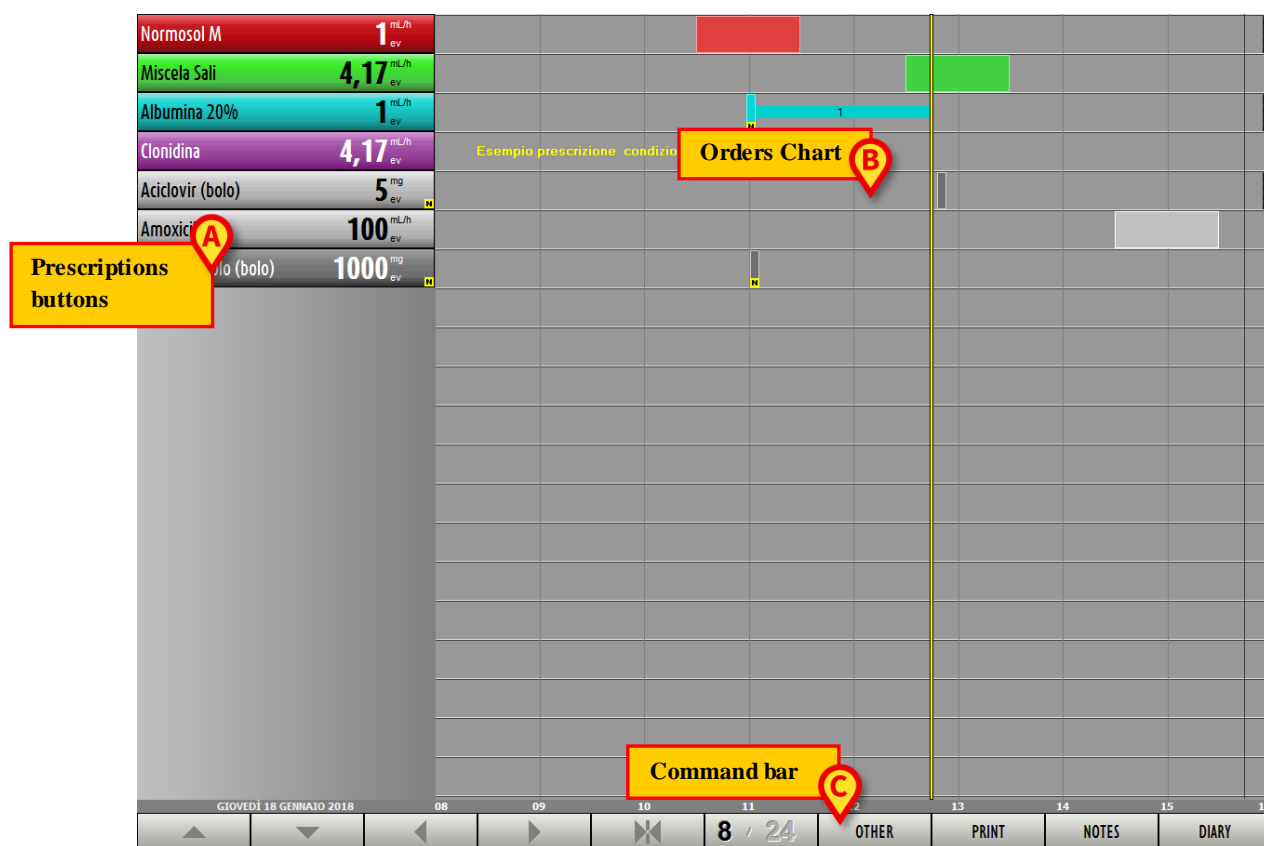 Normosol M 1 mL/h ev
Miscela Sali 4,17 mL/h ev
Albumina 20% 1 mL/h ev
1
N
Clonidina 4,17 mL/h ev
Esempio prescrizione condizio
Orders Chart
B
Aciclovir (bolo) 5 mg ev N
100 mL/h ev
A
Prescriptions
buttons
(bolo) 1000 mg ev N
N
Command bar
C
GIOVEDÌ 18 GENNAIO 2018 08 09 10 11 13 14 15
8 / 24 OTHER PRINT NOTES DIARY